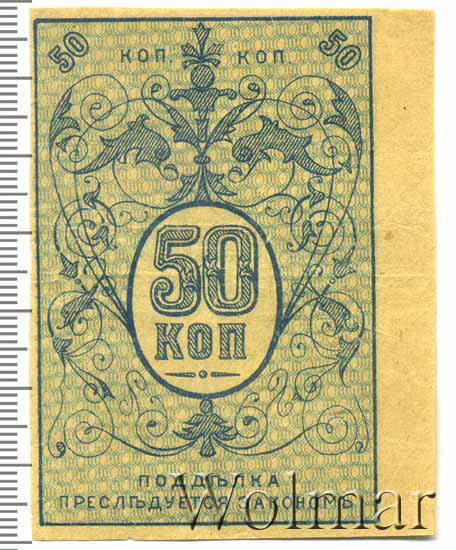 50 50
КОП. КОП.
50
КОП
ПОДДѢЛКА
ПРЕСЛѢДУЕТСЯ ЗАКОНОМЪ.
Wolmar